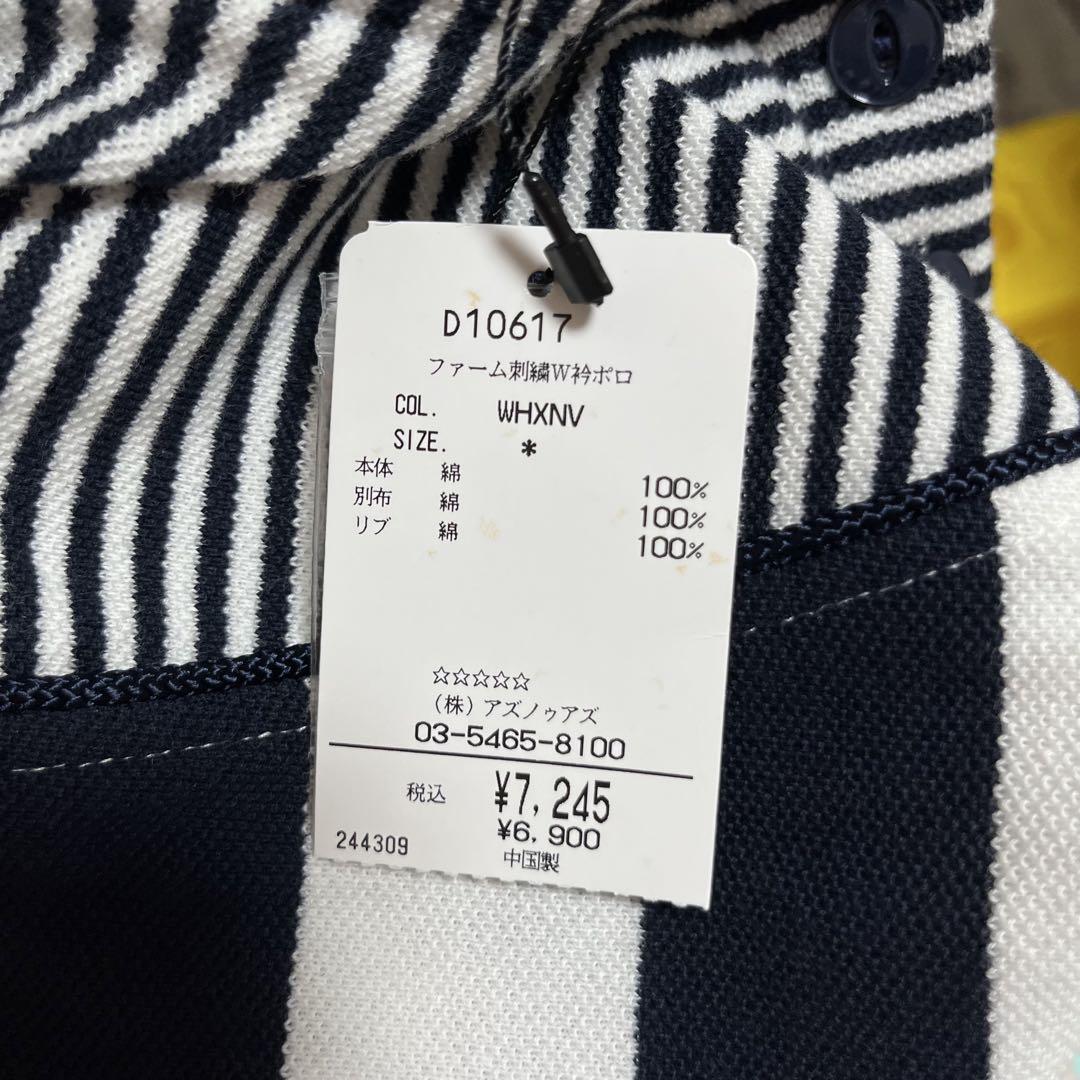 D10617
ファーム刺繍W衿ポロ
COL. WHXNV
SIZE. *
本体 綿 100%
別布 綿 100%
リブ 綿 100%
☆☆☆☆☆
(株)アズノゥアズ
03-5465-8100
税込 ¥7,245
¥6,900
244309 中国製